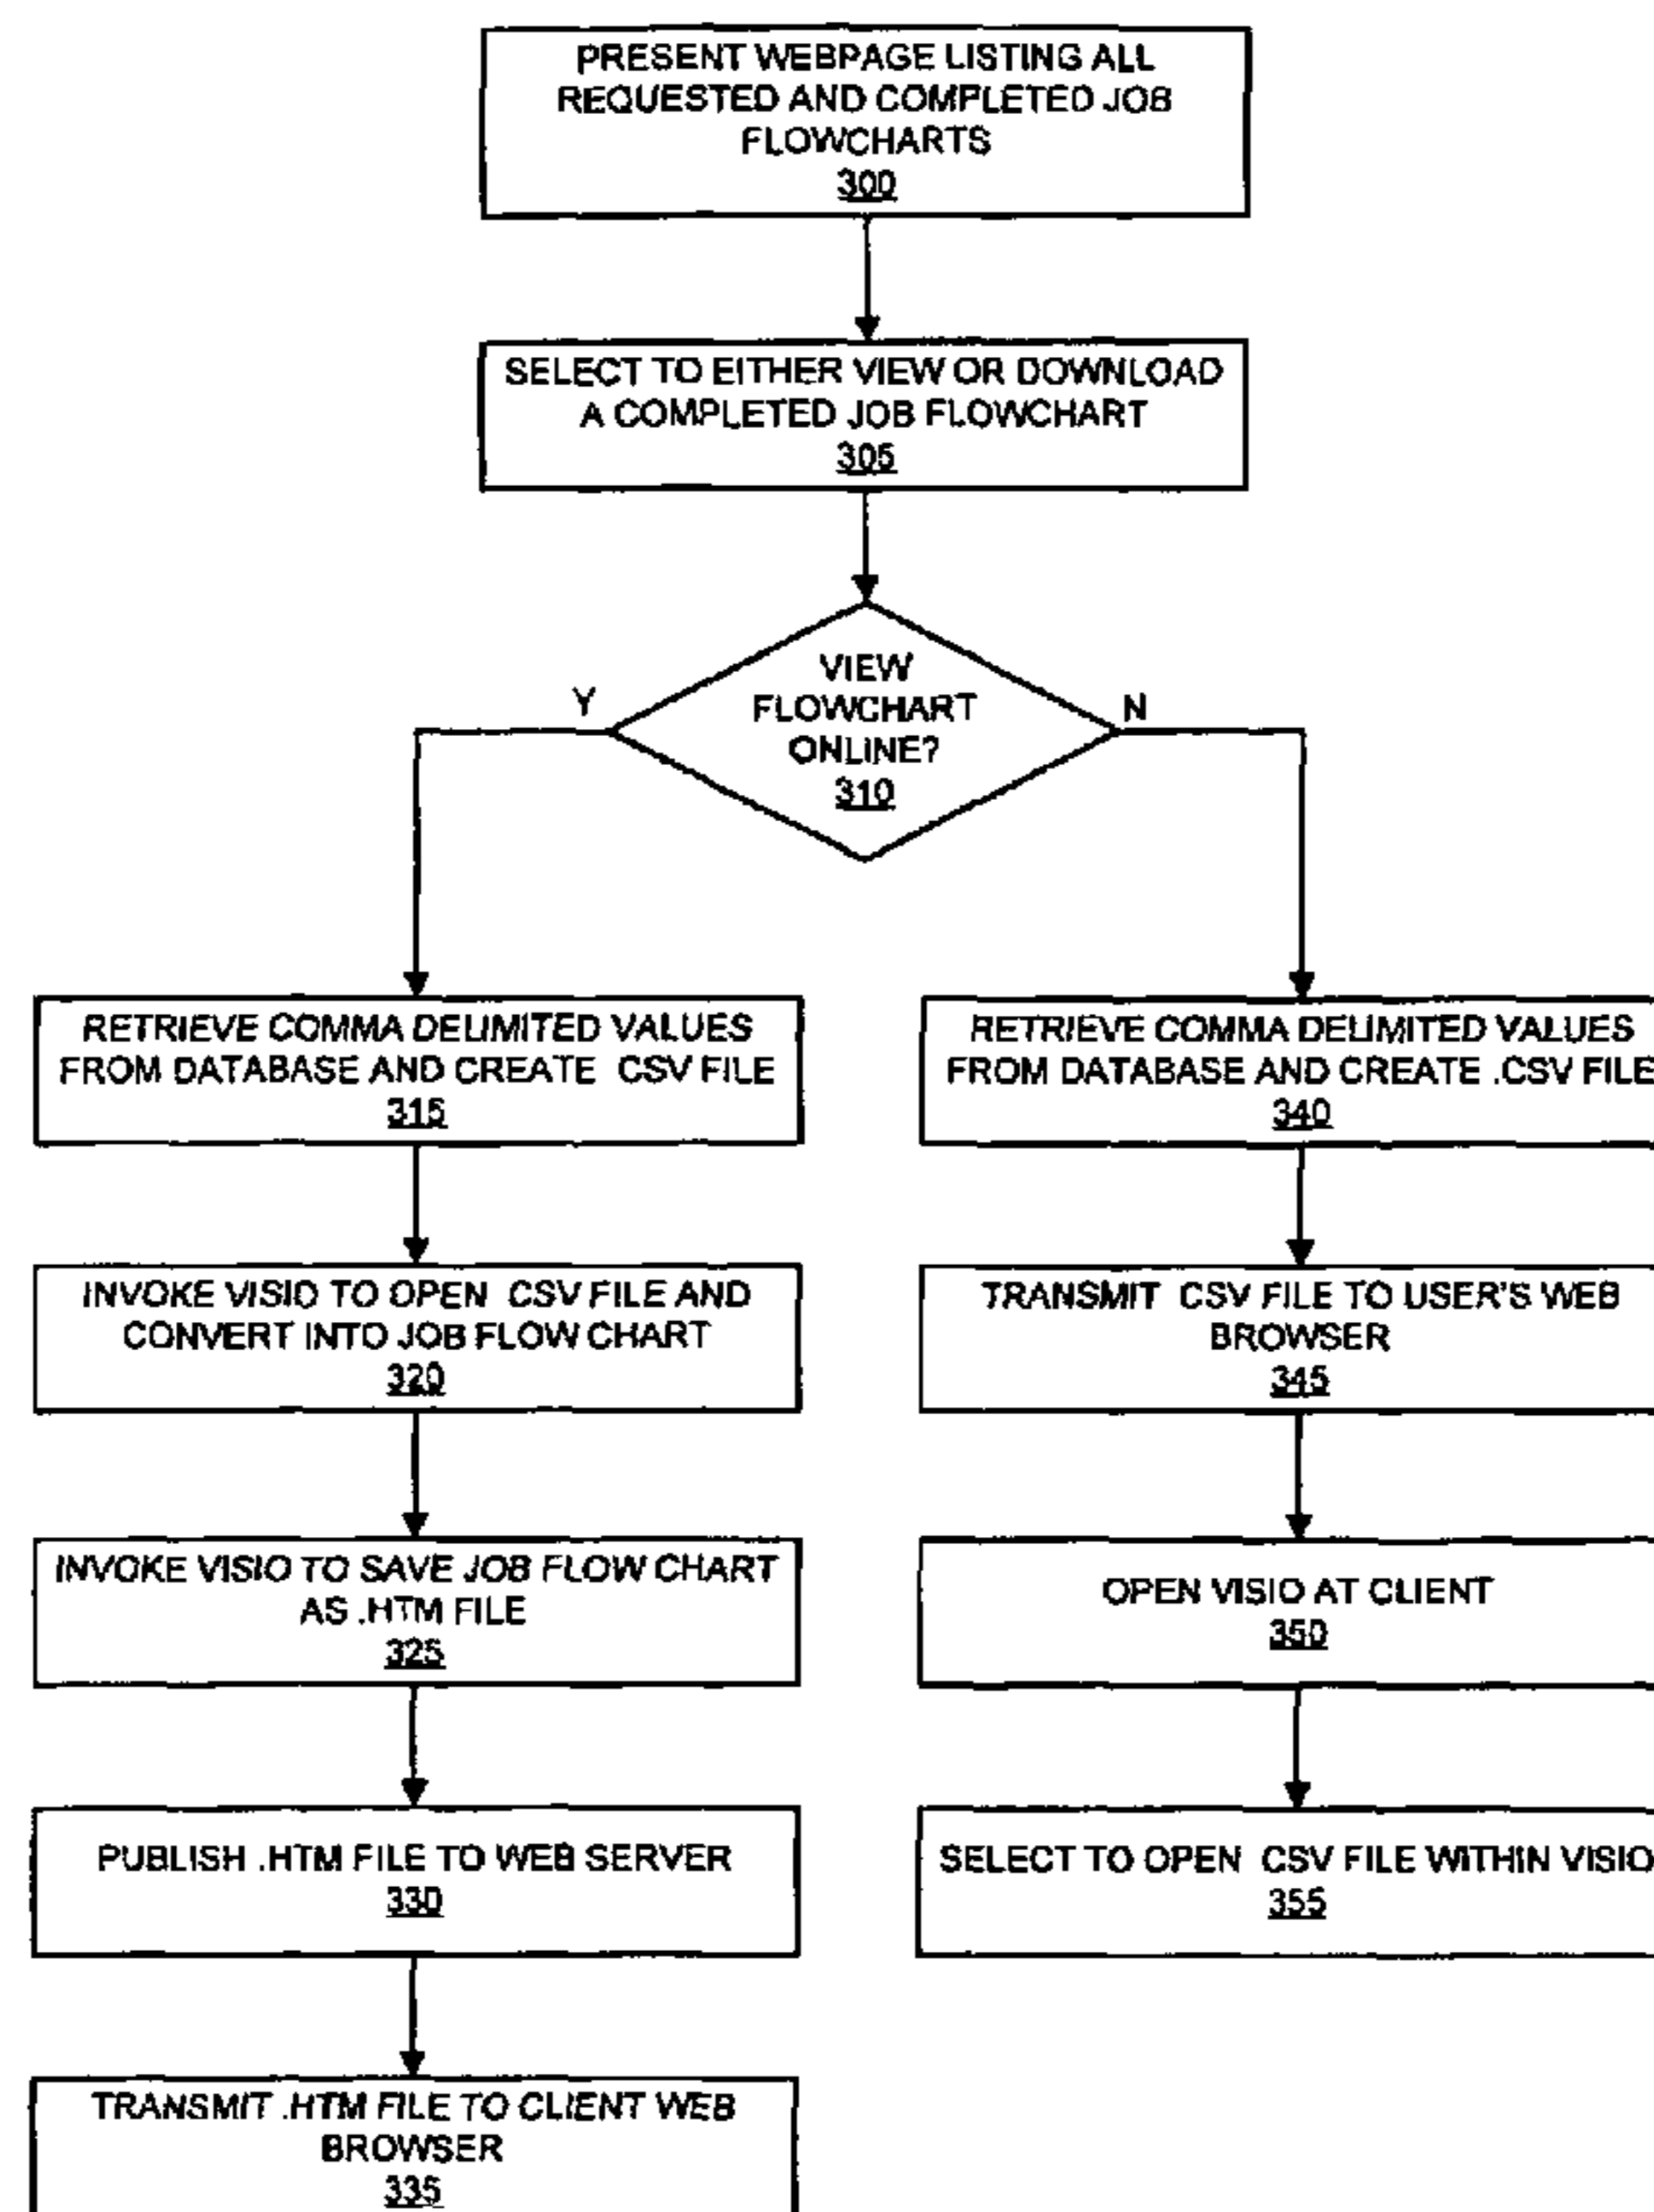 PRESENT WEBPAGE LISTING ALL
REQUESTED AND COMPLETED JOB
FLOWCHARTS
300
SELECT TO EITHER VIEW OR DOWNLOAD
A COMPLETED JOB FLOWCHART
305
VIEW
FLOWCHART
ONLINE?
310
Y
N
RETRIEVE COMMA DELIMITED VALUES
FROM DATABASE AND CREATE CSV FILE
315
INVOKE VISIO TO OPEN CSV FILE AND
CONVERT INTO JOB FLOW CHART
320
INVOKE VISIO TO SAVE JOB FLOW CHART
AS .HTM FILE
325
PUBLISH .HTM FILE TO WEB SERVER
330
TRANSMIT .HTM FILE TO CLIENT WEB
BROWSER
335
RETRIEVE COMMA DELIMITED VALUES
FROM DATABASE AND CREATE .CSV FILE
340
TRANSMIT CSV FILE TO USER'S WEB
BROWSER
345
OPEN VISIO AT CLIENT
350
SELECT TO OPEN CSV FILE WITHIN VISIO
355